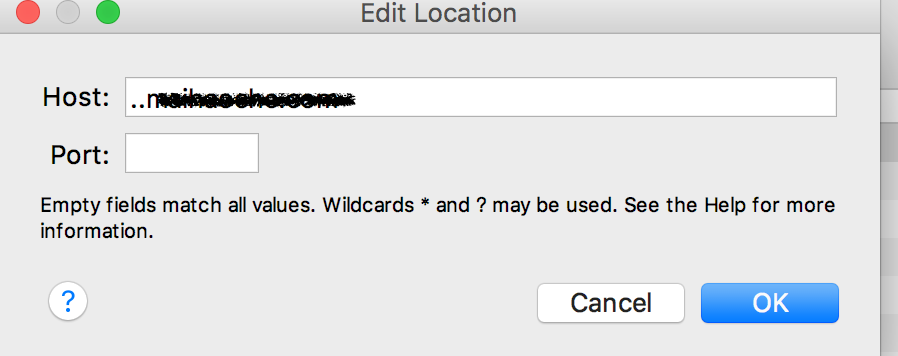 Edit Location
Host:
Port:
Empty fields match all values. Wildcards * and ? may be used. See the Help for more
information.
?
Cancel
OK